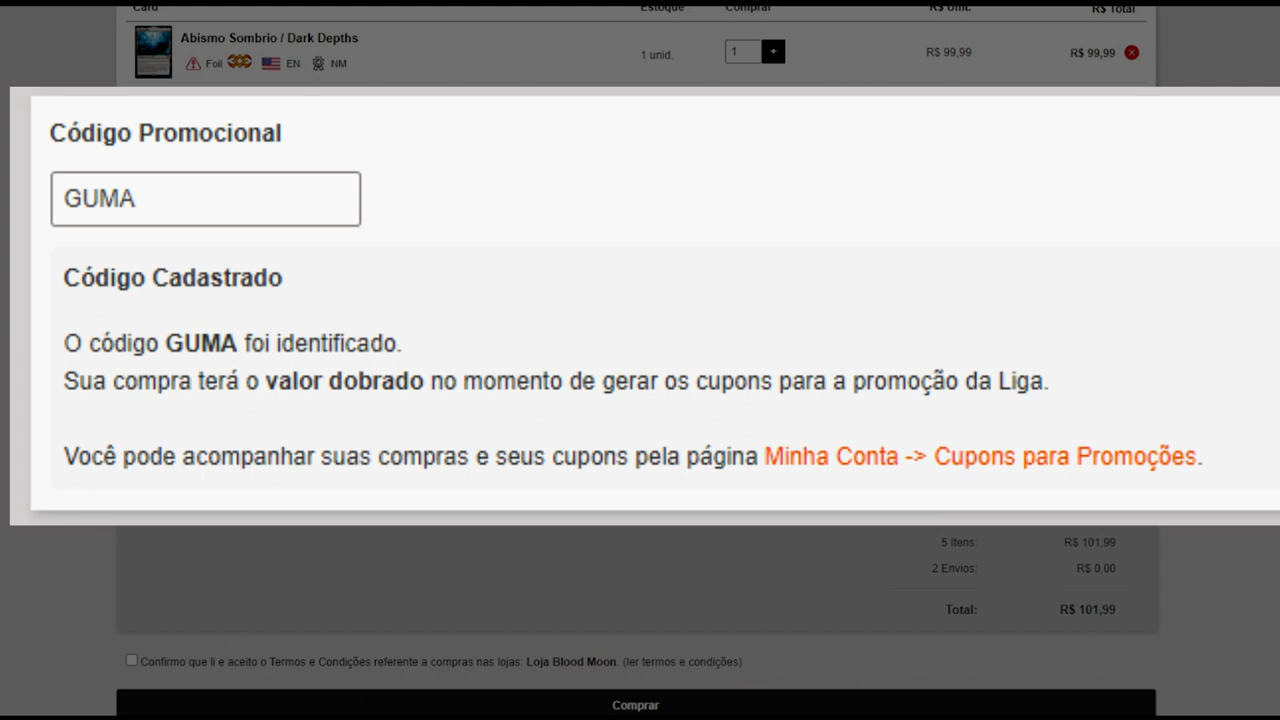 Card Estoque Comprar R$ Unit. R$ Total
Abismo Sombrio / Dark Depths
Foil EN NM 1 unid. 1 + R$ 99,99 R$ 99,99
Código Promocional
GUMA
Código Cadastrado
O código GUMA foi identificado.
Sua compra terá o valor dobrado no momento de gerar os cupons para a promoção da Liga.
Você pode acompanhar suas compras e seus cupons pela página Minha Conta -> Cupons para Promoções.
5 Itens: R$ 101,99
2 Envios: R$ 0,00
Total: R$ 101,99
Confirmo que li e aceito o Termos e Condições referente a compras nas lojas: Loja Blood Moon. (ler termos e condições)
Comprar